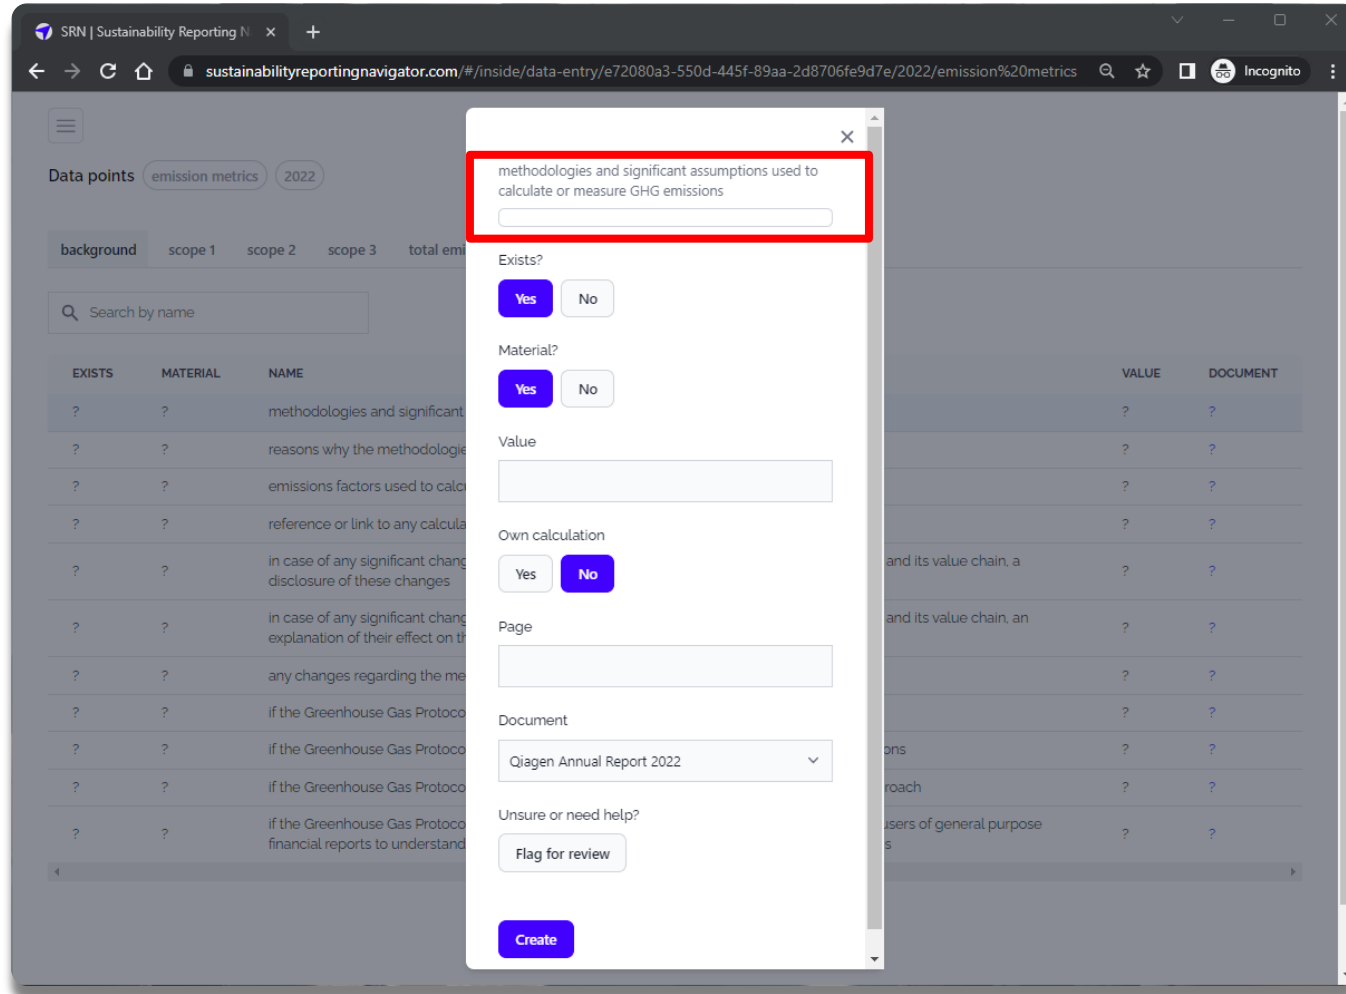 SRN | Sustainability Reporting N
sustainabilityreportingnavigator.com/#/inside/data-entry/e72080a3-550d-445f-89aa-2d8706fe9d7e/2022/emission%20metrics
Incognito
Data points emission metrics 2022
background scope 1 scope 2 scope 3 total emi
Search by name
EXISTS MATERIAL NAME VALUE DOCUMENT
? ? methodologies and significant ? ?
? ? reasons why the methodologie ? ?
? ? emissions factors used to calcu ? ?
? ? reference or link to any calcula ? ?
? ? in case of any significant chang and its value chain, a ? ?
disclosure of these changes
? ? in case of any significant chang and its value chain, an ? ?
explanation of their effect on th
? ? any changes regarding the me ? ?
? ? if the Greenhouse Gas Protoco ? ?
? ? if the Greenhouse Gas Protoco ons ? ?
? ? if the Greenhouse Gas Protoco roach ? ?
? ? if the Greenhouse Gas Protoco users of general purpose ? ?
financial reports to understand s
methodologies and significant assumptions used to
calculate or measure GHG emissions
Exists?
Yes No
Material?
Yes No
Value
Own calculation
Yes No
Page
Document
Qiagen Annual Report 2022
Unsure or need help?
Flag for review
Create